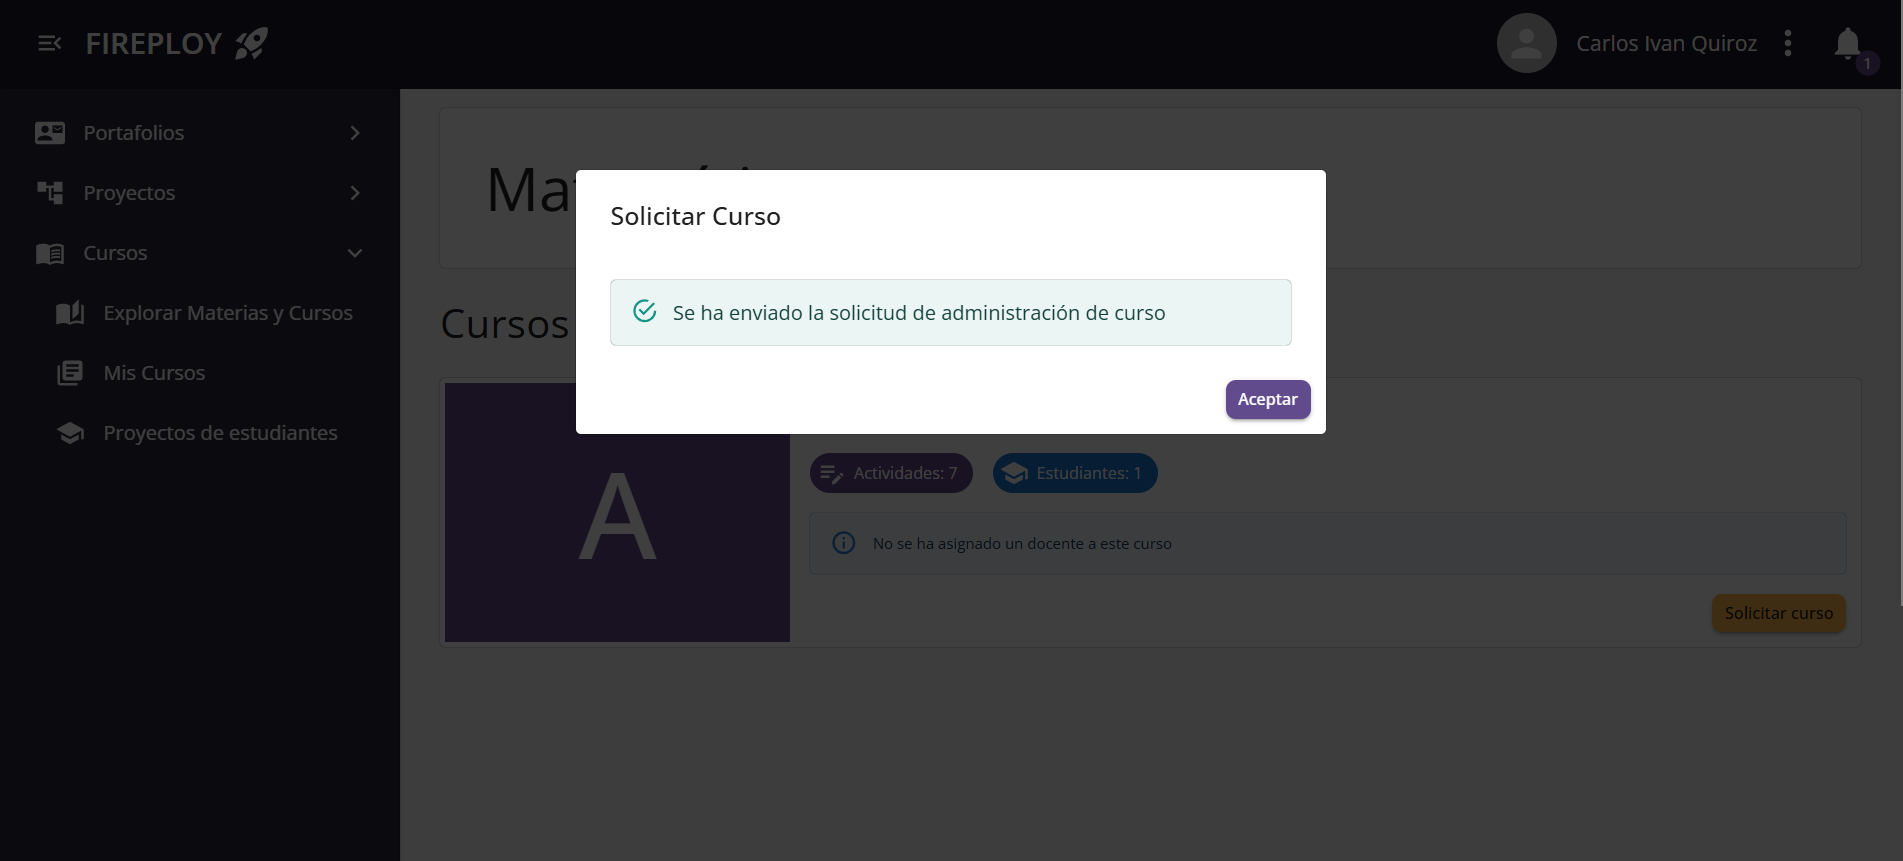 FIREPLOY
Carlos Ivan Quiroz
1
Portafolios
Proyectos
Cursos
Explorar Materias y Cursos
Mis Cursos
Proyectos de estudiantes
Solicitar Curso
Se ha enviado la solicitud de administración de curso
Aceptar
Cursos
A
Actividades: 7
Estudiantes: 1
No se ha asignado un docente a este curso
Solicitar curso